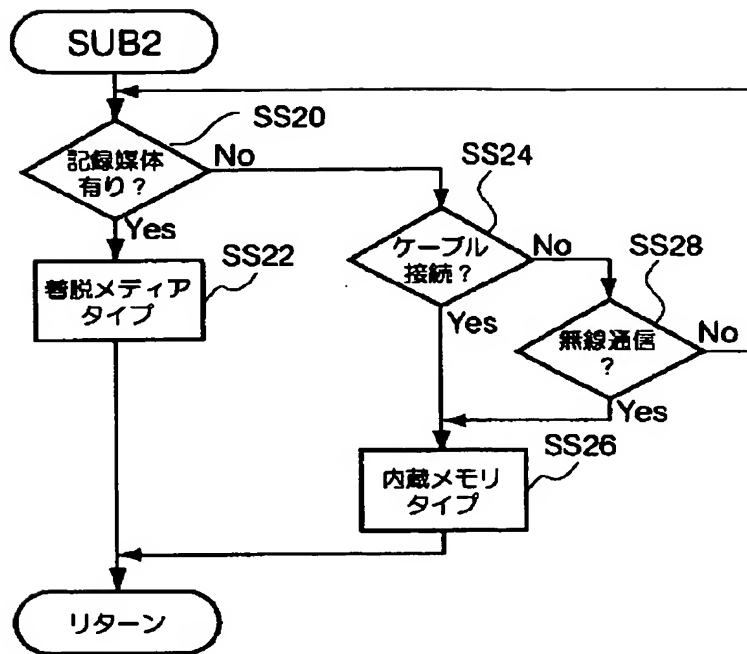 SUB2
SS20
記録媒体
有り？
No
Yes
SS24
ケーブル
接続？
No
Yes
SS22
着脱メディア
タイプ
SS28
無線通信
？
No
Yes
SS26
内蔵メモリ
タイプ
リターン